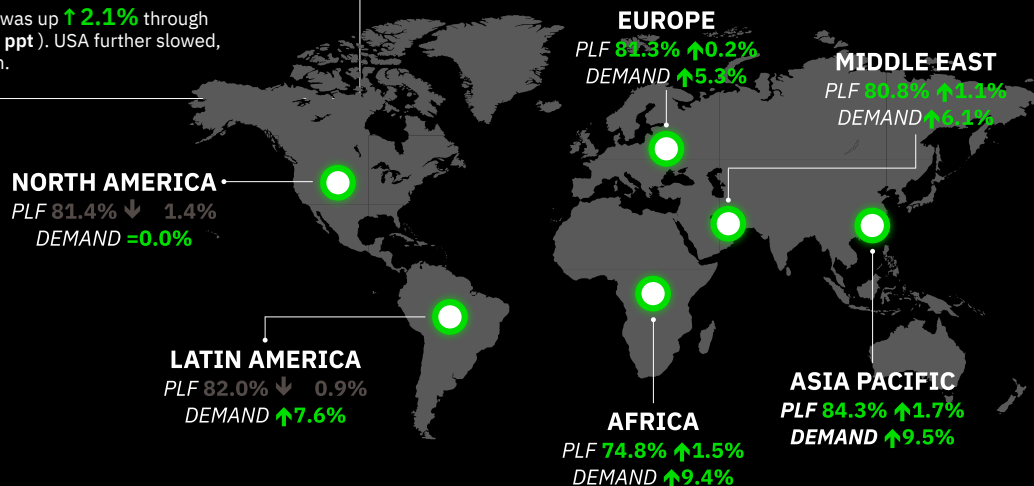 was up ↑ 2.1% through
ppt ). USA further slowed,
EUROPE
PLF 81.3% ↑0.2%
DEMAND ↑5.3%
MIDDLE EAST
PLF 80.8% ↑1.1%
DEMAND↑6.1%
NORTH AMERICA
PLF 81.4% ↓ 1.4%
DEMAND =0.0%
LATIN AMERICA
PLF 82.0% ↓ 0.9%
DEMAND ↑7.6%
AFRICA
PLF 74.8% ↑1.5%
DEMAND ↑9.4%
ASIA PACIFIC
PLF 84.3% ↑1.7%
DEMAND ↑9.5%